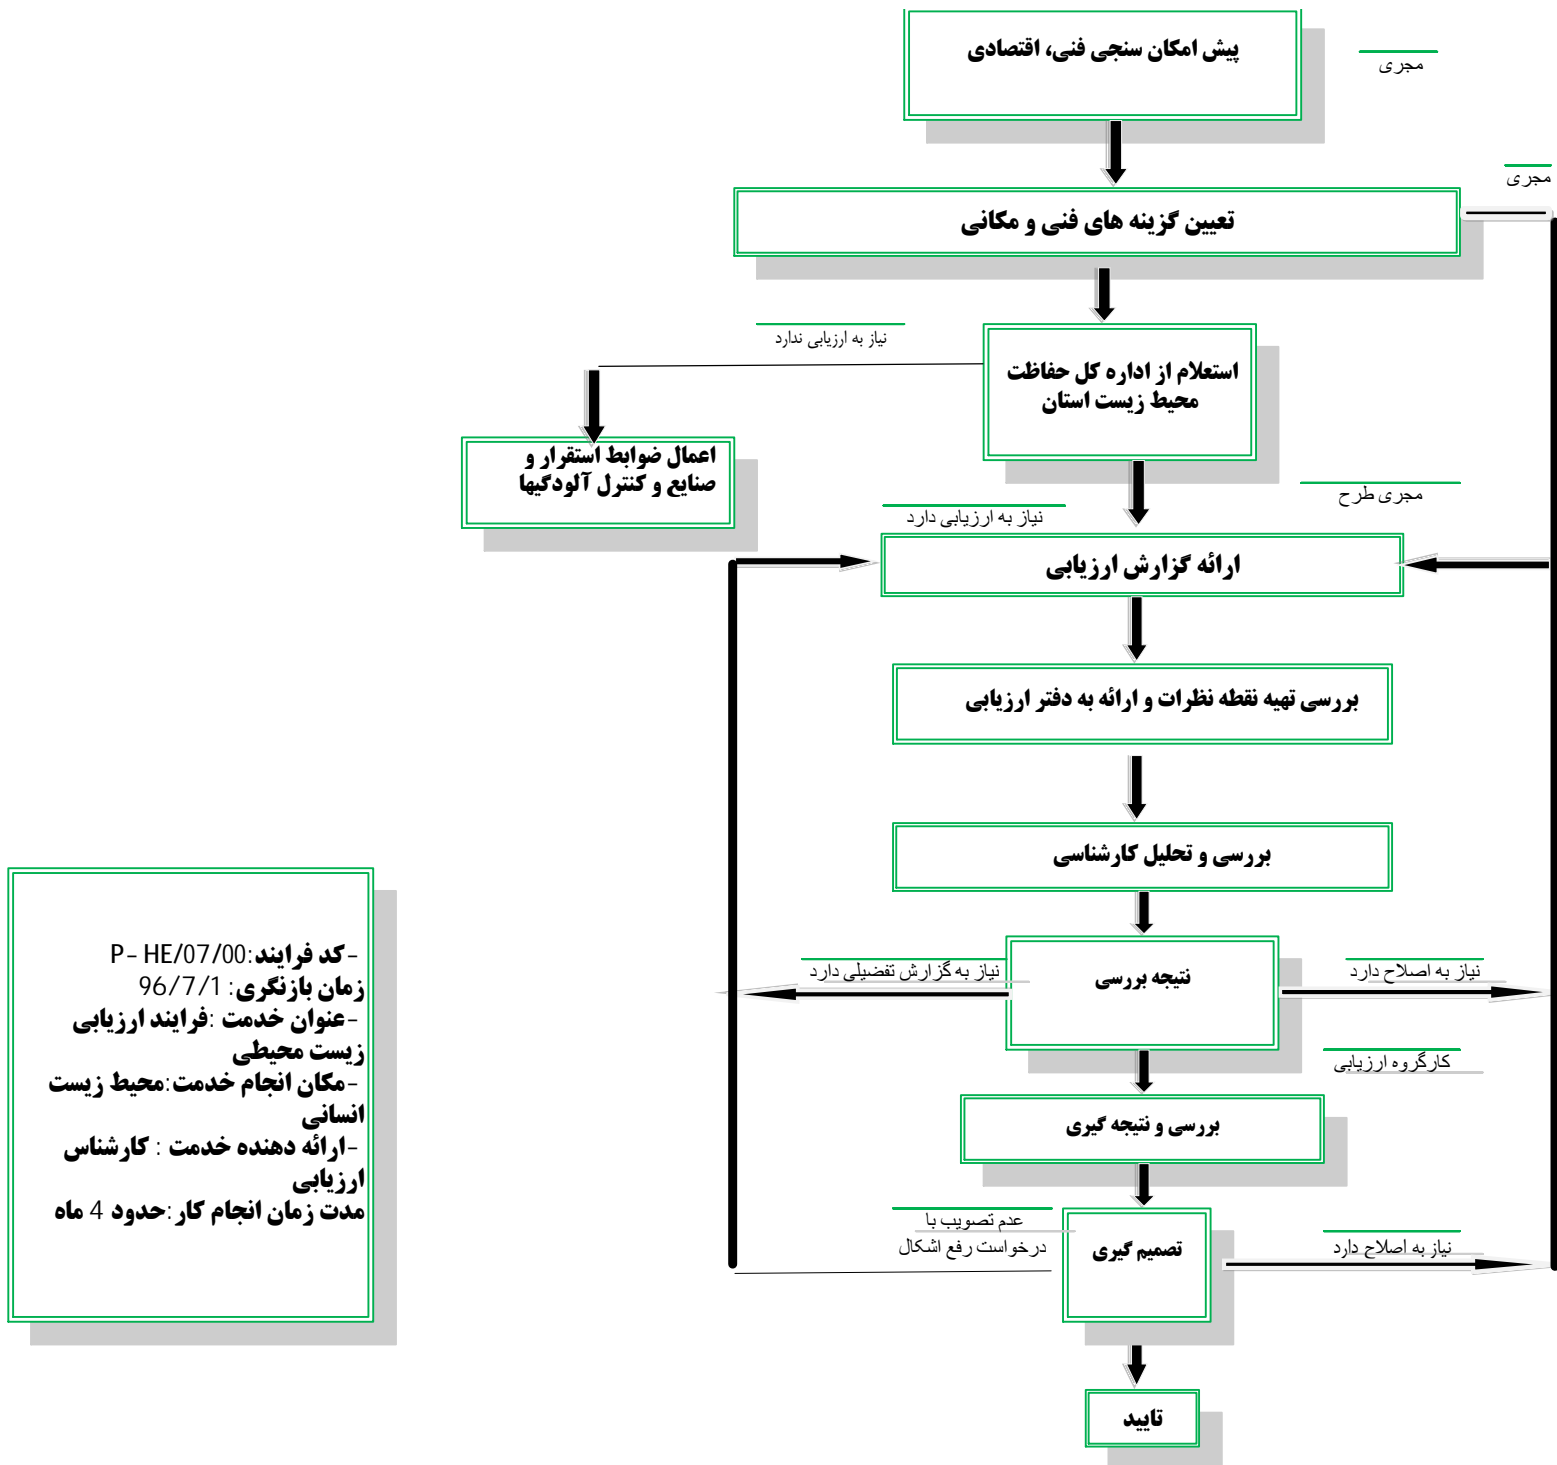 پیش امکان سنجی فنی، اقتصادی
مجری
مجری
تعیین گزینه های فنی و مکانی
نیاز به ارزیابی ندارد
استعلام از اداره کل حفاظت
محیط زیست استان
اعمال ضوابط استقرار و
صنایع و کنترل آلودگیها
مجری طرح
نیاز به ارزیابی دارد
ارائه گزارش ارزیابی
بررسی تهیه نقطه نظرات و ارائه به دفتر ارزیابی
بررسی و تحلیل کارشناسی
نیاز به اصلاح دارد
نتیجه بررسی
نیاز به گزارش تفضیلی دارد
کارگروه ارزیابی
بررسی و نتیجه گیری
عدم تصویب با
درخواست رفع اشکال
تصمیم گیری
نیاز به اصلاح دارد
تایید
-کد فرایند:P- HE/07/00
زمان بازنگری: 96/7/1
-عنوان خدمت :فرایند ارزیابی
زیست محیطی
-مکان انجام خدمت:محیط زیست
انسانی
-ارائه دهنده خدمت : کارشناس
ارزیابی
مدت زمان انجام کار:حدود 4 ماه